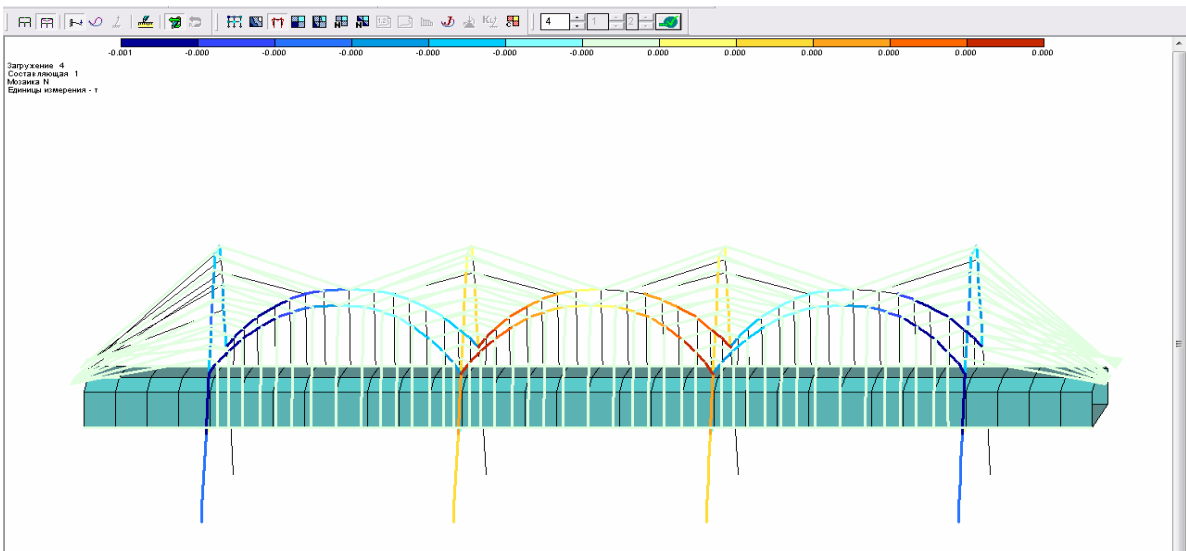 4 1 2
-0.001 -0.000 -0.000 -0.000 -0.000 -0.000 -0.000 0.000 0.000 0.000 0.000 0.000 0.000
Загружение 4
Составляющая 1
Мозаика N
Единицы измерения - т